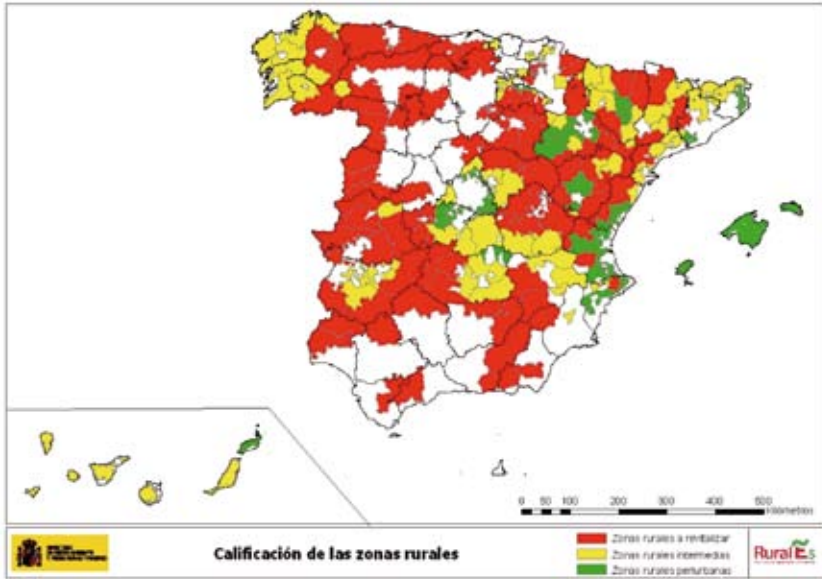 0 50 100 200 300 400 500
Kilómetros
Calificación de las zonas rurales
Zonas rurales a revitalizar
Zonas rurales intermedias
Zonas rurales periurbanas
RuralEs